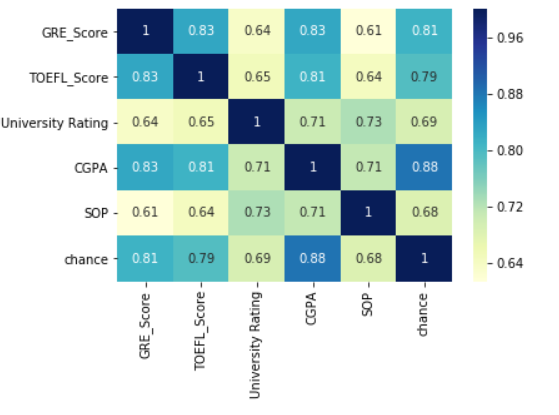 GRE_Score 1 0.83 0.64 0.83 0.61 0.81
TOEFL_Score 0.83 1 0.65 0.81 0.64 0.79
University Rating 0.64 0.65 1 0.71 0.73 0.69
CGPA 0.83 0.81 0.71 1 0.71 0.88
SOP 0.61 0.64 0.73 0.71 1 0.68
chance 0.81 0.79 0.69 0.88 0.68 1
GRE_Score
TOEFL_Score
University Rating
CGPA
SOP
chance
0.96
0.88
0.80
0.72
0.64